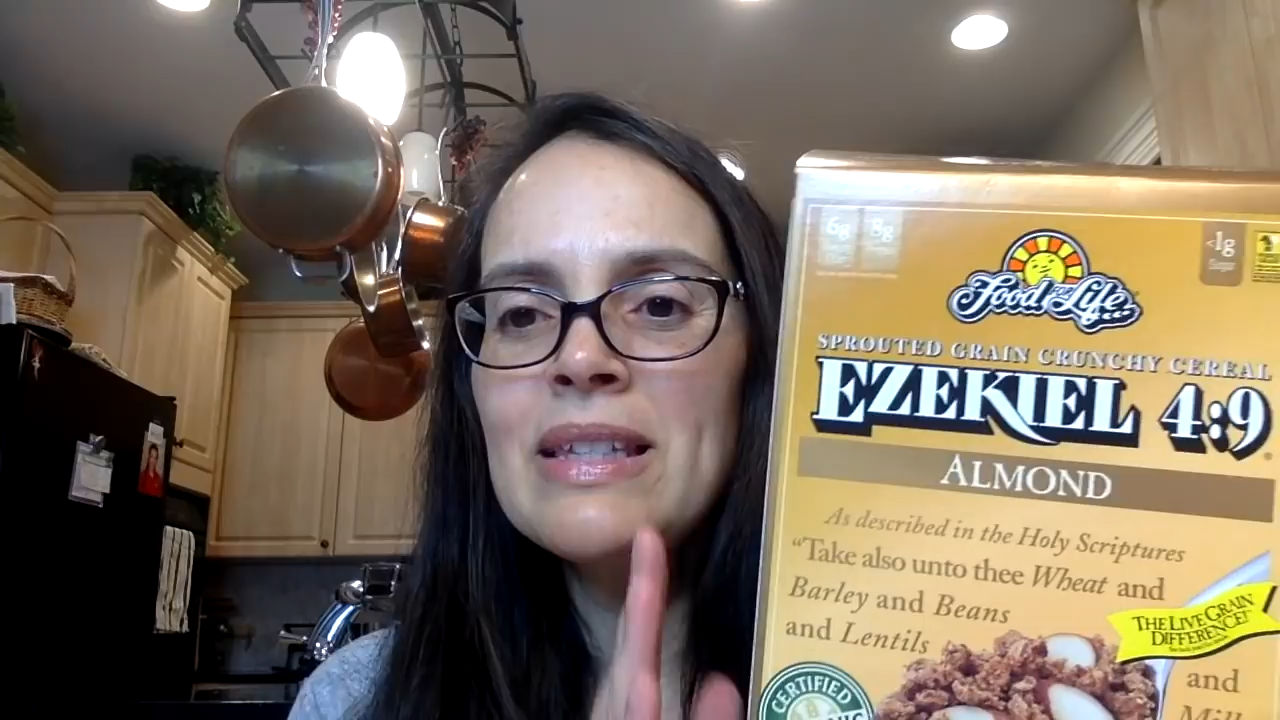 6g 8g
<1g
Sugar
Food for Life
SPROUTED GRAIN CRUNCHY CEREAL
EZEKIEL 4:9
ALMOND
As described in the Holy Scriptures
“Take also unto thee Wheat and
Barley and Beans
and Lentils
THE LIVE GRAIN
DIFFERENCE!
and
CERTIFIED